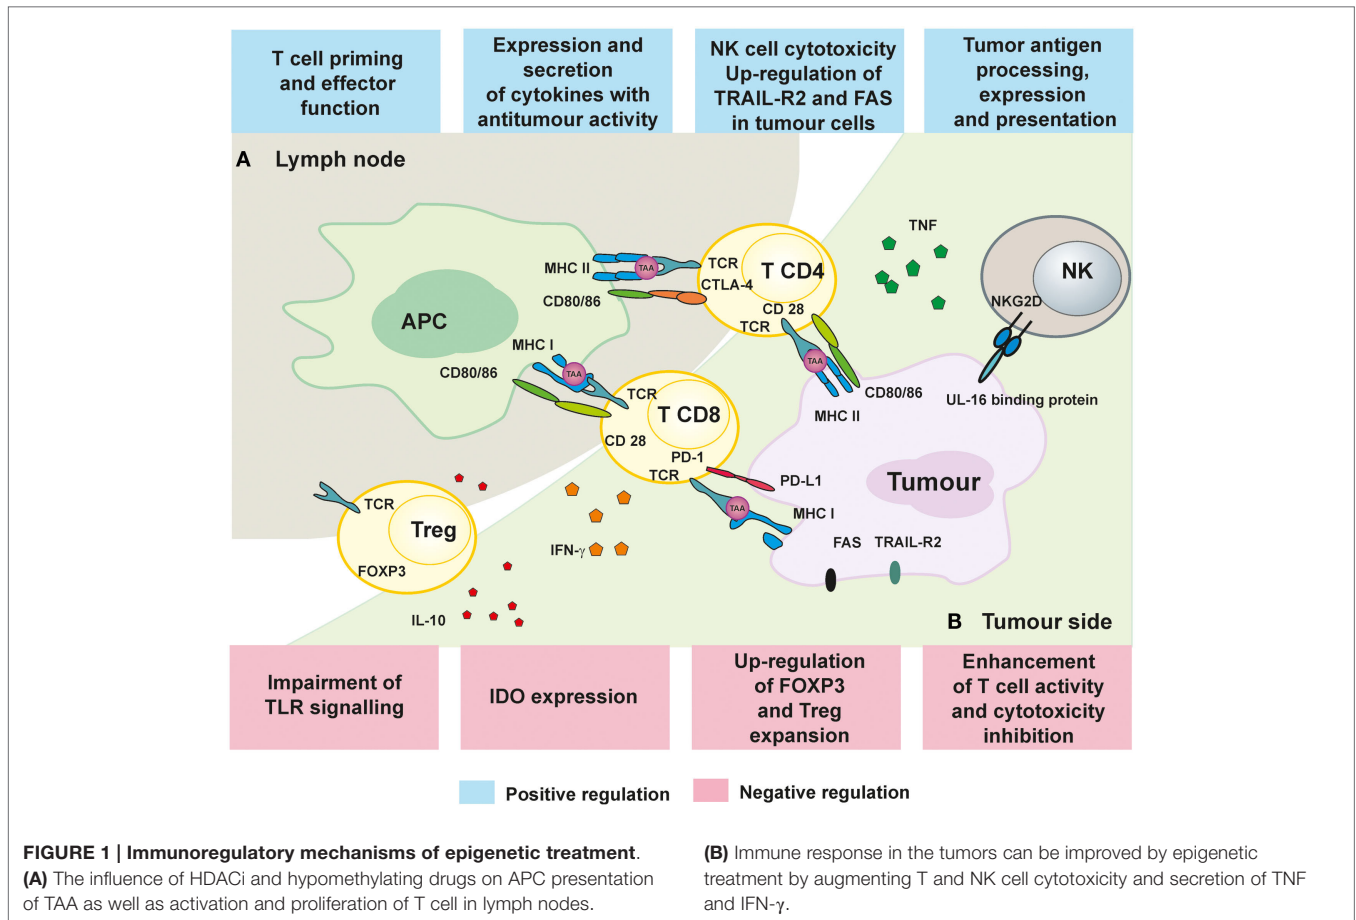 T cell priming
and effector
function
Expression and
secretion
of cytokines with
antitumour activity
NK cell cytotoxicity
Up-regulation of
TRAIL-R2 and FAS
in tumour cells
Tumor antigen
processing,
expression
and presentation
A Lymph node
TNF
NK
NKG2D
MHC II
TAA
TCR
T CD4
CTLA-4
CD80/86
CD 28
TCR
APC
MHC I
TAA
TAA
CD80/86
CD80/86
MHC II
UL-16 binding protein
TCR
T CD8
CD 28
PD-1
TCR
PD-L1
Tumour
TAA
MHC I
TCR
Treg
FOXP3
IFN-γ
FAS
TRAIL-R2
IL-10
B Tumour side
Impairment of
TLR signalling
IDO expression
Up-regulation
of FOXP3
and Treg
expansion
Enhancement
of T cell activity
and cytotoxicity
inhibition
Positive regulation
Negative regulation
FIGURE 1 | Immunoregulatory mechanisms of epigenetic treatment.
(A) The influence of HDACi and hypomethylating drugs on APC presentation
of TAA as well as activation and proliferation of T cell in lymph nodes.
(B) Immune response in the tumors can be improved by epigenetic
treatment by augmenting T and NK cell cytotoxicity and secretion of TNF
and IFN-γ.